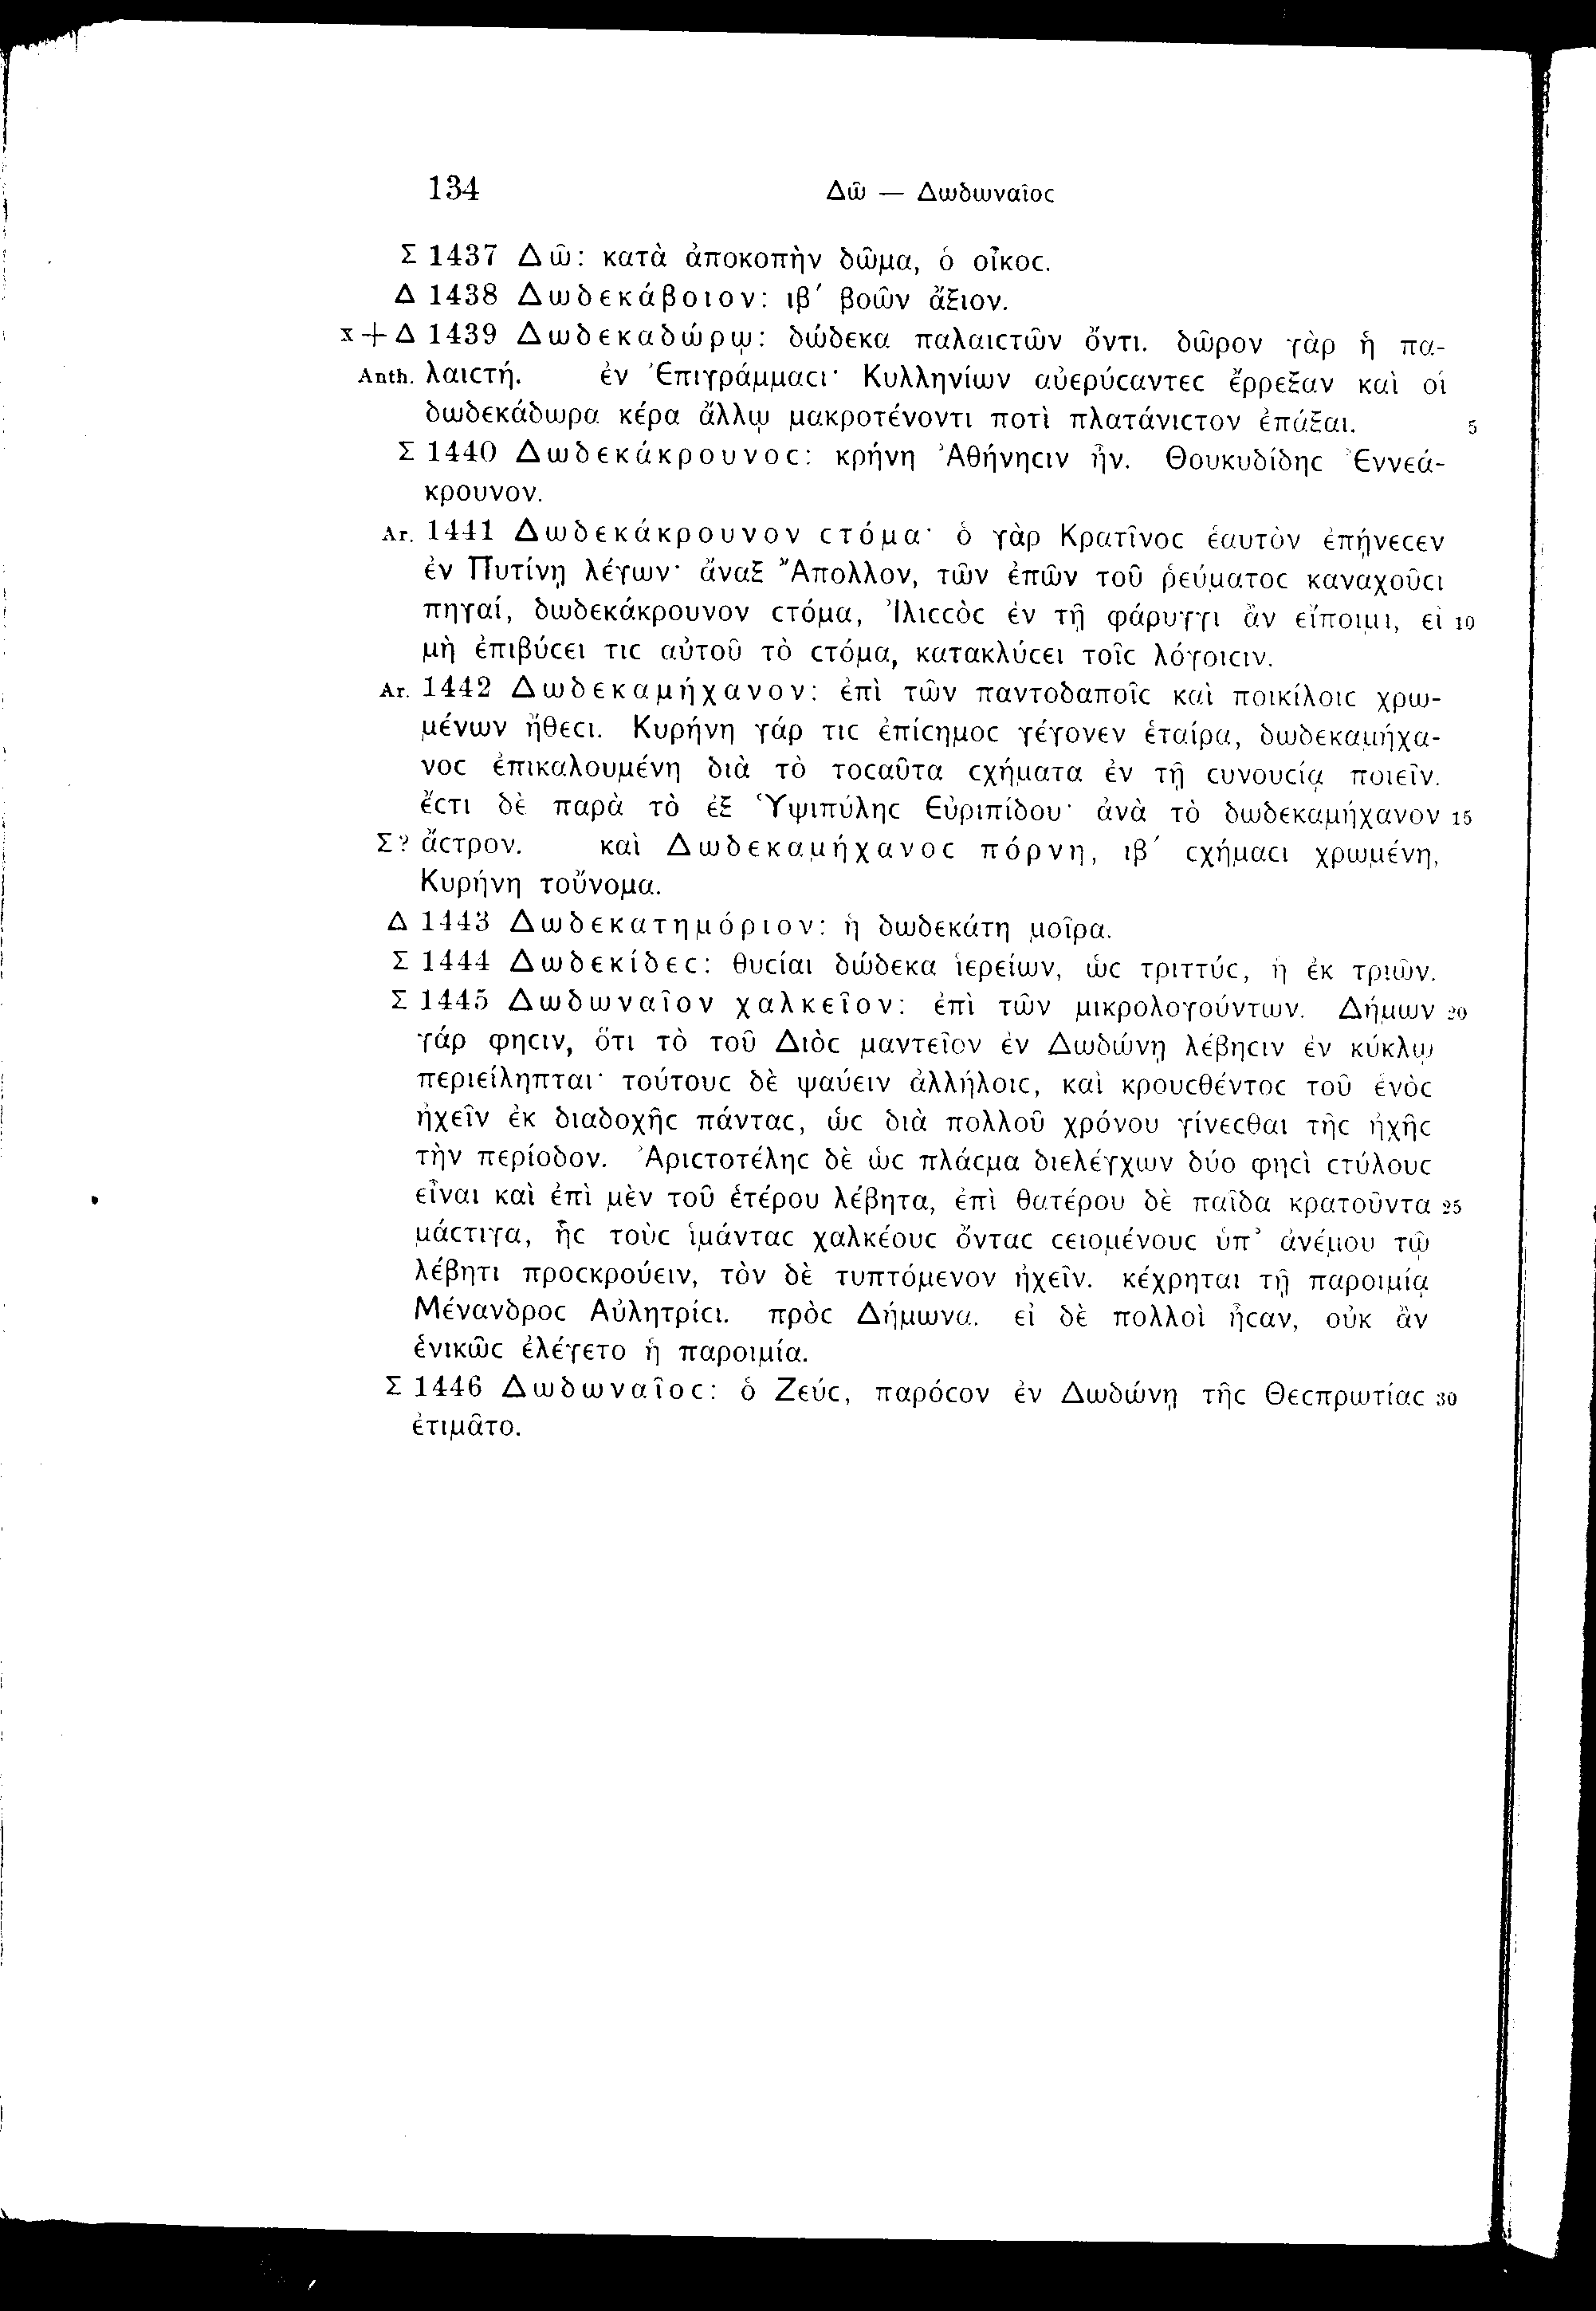 134 Δῶ — Δωδωναῖοϲ
Σ 1437 Δῶ: κατὰ ἀποκοπὴν δῶμα, ὁ οἶκοϲ.
Δ 1438 Δωδεκάβοιον: ιβ΄ βοῶν ἄξιον.
x + Δ 1439 Δωδεκαδώρῳ: δώδεκα παλαιϲτῶν ὄντι. δῶρον γὰρ ἡ πα-
Anth. λαιϲτή. ἐν Ἐπιγράμμαϲι· Κυλληνίων αὐερύϲαντεϲ ἔρρεξαν καὶ οἱ
δωδεκάδωρα κέρα ἄλλῳ μακροτένοντι ποτὶ πλατάνιϲτον ἐπάξαι. 5
Σ 1440 Δωδεκάκρουνοϲ: κρήνη Ἀθήνηϲιν ἦν. Θουκυδίδηϲ Ἐννεά-
κρουνον.
Ar. 1441 Δωδεκάκρουνον ϲτόμα· ὁ γὰρ Κρατῖνοϲ ἑαυτὸν ἐπήνεϲεν
ἐν Πυτίνῃ λέγων· ἄναξ Ἄπολλον, τῶν ἐπῶν τοῦ ῥεύματοϲ καναχοῦϲι
πηγαί, δωδεκάκρουνον ϲτόμα, Ἰλιϲϲὸϲ ἐν τῇ φάρυγγι ἂν εἴποιμι, εἰ 10
μὴ ἐπιβύϲει τιϲ αὐτοῦ τὸ ϲτόμα, κατακλύϲει τοῖϲ λόγοιϲιν.
Ar. 1442 Δωδεκαμήχανον: ἐπὶ τῶν παντοδαποῖϲ καὶ ποικίλοιϲ χρω-
μένων ἤθεϲι. Κυρήνη γάρ τιϲ ἐπίϲημοϲ γέγονεν ἑταίρα, δωδεκαμήχα-
νοϲ ἐπικαλουμένη διὰ τὸ τοϲαῦτα ϲχήματα ἐν τῇ ϲυνουϲίᾳ ποιεῖν.
ἔϲτι δὲ παρὰ τὸ ἐξ Ὑψιπύληϲ Εὐριπίδου· ἀνὰ τὸ δωδεκαμήχανον 15
Σ? ἄϲτρον. καὶ Δωδεκαμήχανοϲ πόρνη, ιβ΄ ϲχήμαϲι χρωμένη,
Κυρήνη τοὔνομα.
Δ 1443 Δωδεκατημόριον: ἡ δωδεκάτη μοῖρα.
Σ 1444 Δωδεκίδεϲ: θυϲίαι δώδεκα ἱερείων, ὡϲ τριττύϲ, ἡ ἐκ τριῶν.
Σ 1445 Δωδωναῖον χαλκεῖον: ἐπὶ τῶν μικρολογούντων. Δήμων 20
γάρ φηϲιν, ὅτι τὸ τοῦ Διὸϲ μαντεῖον ἐν Δωδώνῃ λέβηϲιν ἐν κύκλῳ
περιείληπται· τούτουϲ δὲ ψαύειν ἀλλήλοιϲ, καὶ κρουϲθέντοϲ τοῦ ἑνὸϲ
ἠχεῖν ἐκ διαδοχῆϲ πάνταϲ, ὡϲ διὰ πολλοῦ χρόνου γίνεϲθαι τῆϲ ἠχῆϲ
τὴν περίοδον. Ἀριϲτοτέληϲ δὲ ὡϲ πλάϲμα διελέγχων δύο φηϲὶ ϲτύλουϲ
εἶναι καὶ ἐπὶ μὲν τοῦ ἑτέρου λέβητα, ἐπὶ θατέρου δὲ παῖδα κρατοῦντα 25
μάϲτιγα, ἧϲ τοὺϲ ἱμάνταϲ χαλκέουϲ ὄνταϲ ϲειομένουϲ ὑπ’ ἀνέμου τῷ
λέβητι προϲκρούειν, τὸν δὲ τυπτόμενον ἠχεῖν. κέχρηται τῇ παροιμίᾳ
Μένανδροϲ Αὐλητρίϲι. πρὸϲ Δήμωνα. εἰ δὲ πολλοὶ ἦϲαν, οὐκ ἂν
ἑνικῶϲ ἐλέγετο ἡ παροιμία.
Σ 1446 Δωδωναῖοϲ: ὁ Ζεύϲ, παρόϲον ἐν Δωδώνῃ τῆϲ Θεϲπρωτίαϲ 30
ἐτιμᾶτο.